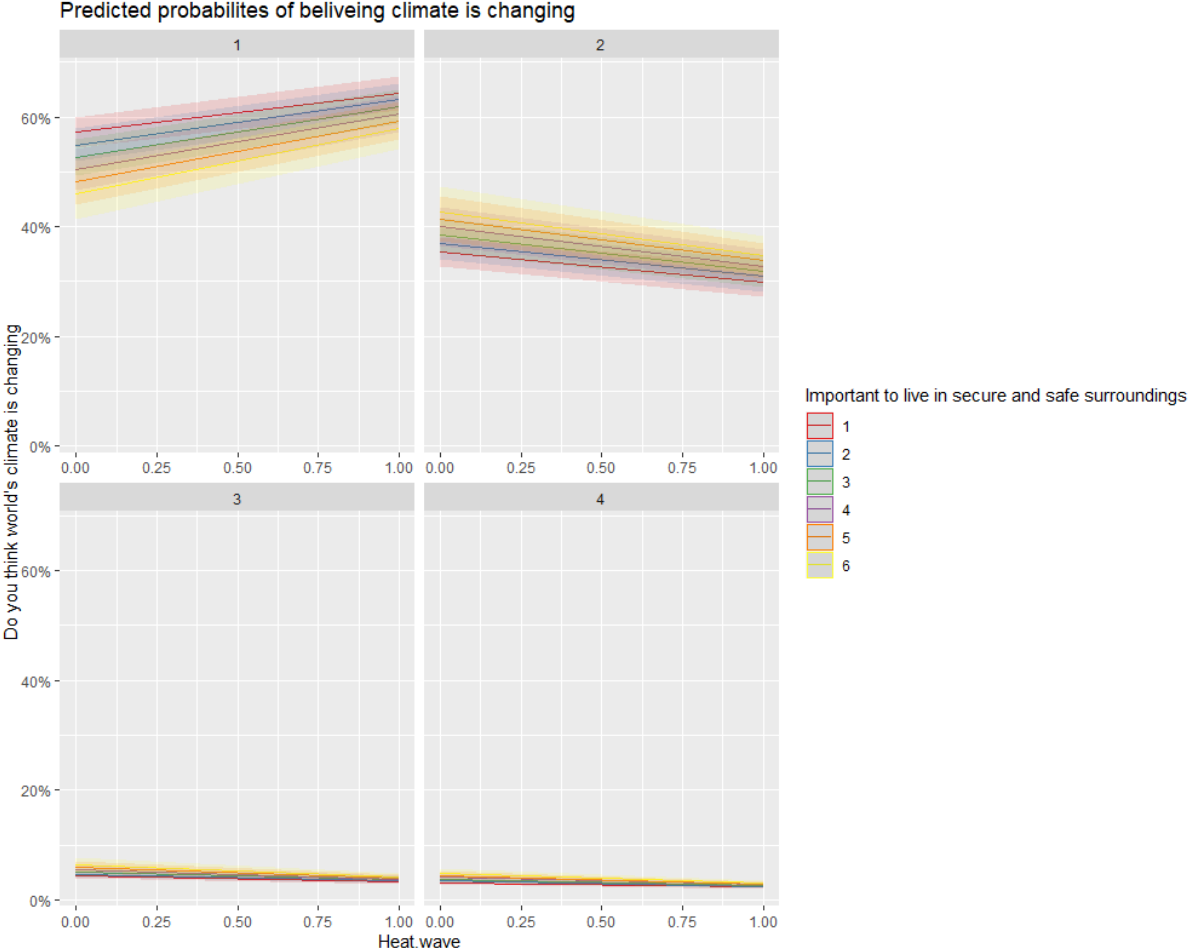 Predicted probabilites of beliveing climate is changing
1
2
60%
40%
20%
0%
0.00 0.25 0.50 0.75 1.00
0.00 0.25 0.50 0.75 1.00
3
4
60%
40%
20%
0%
0.00 0.25 0.50 0.75 1.00
0.00 0.25 0.50 0.75 1.00
Heat.wave
Do you think world's climate is changing
Important to live in secure and safe surroundings
1
2
3
4
5
6